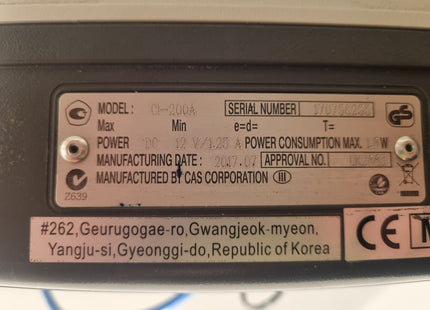 MODEL: CI-200A SERIAL NUMBER
Max Min e=d= T=
POWER DC 12 V/1.25 A POWER CONSUMPTION MAX. W
MANUFACTURING DATE: 2017.07 APPROVAL NO.
MANUFACTURED BY CAS CORPORATION III
Z639
#262,Geurugogae-ro,Gwangjeok-myeon,
Yangju-si,Gyeonggi-do,Republic of Korea
CE M